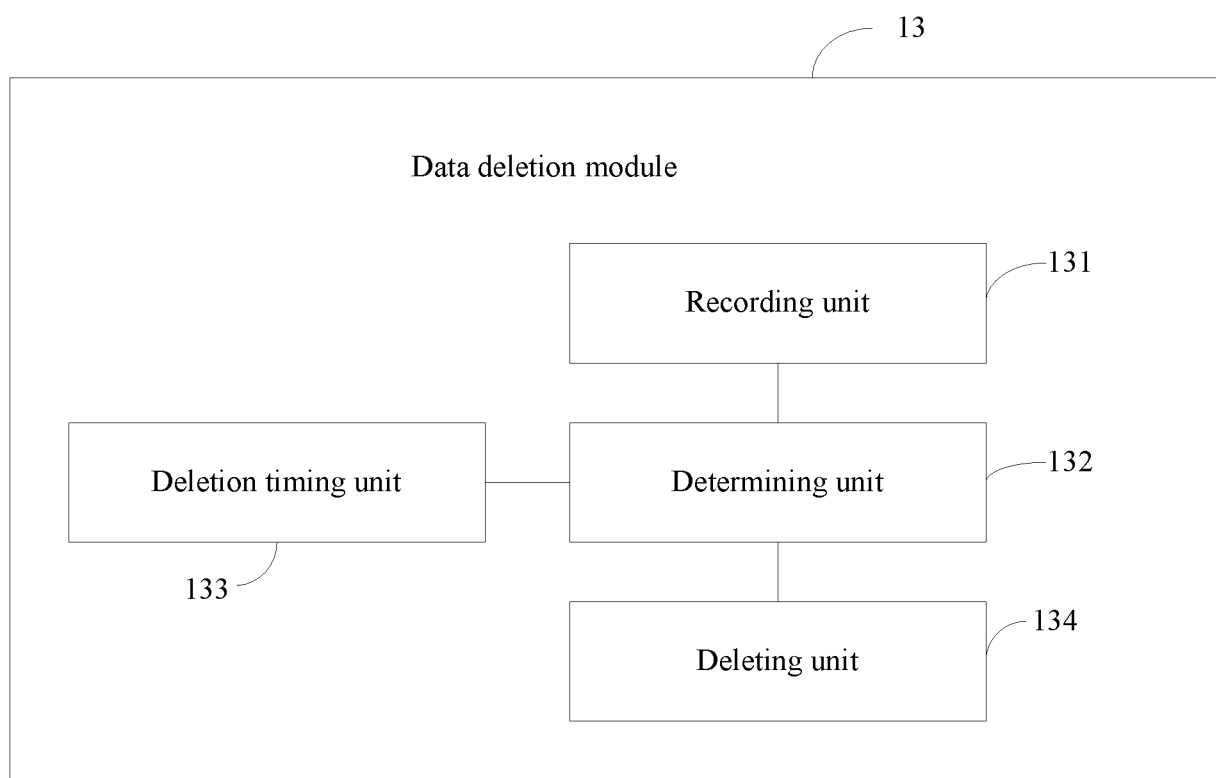 13
Data deletion module
131
Recording unit
132
Deletion timing unit
Determining unit
133
134
Deleting unit